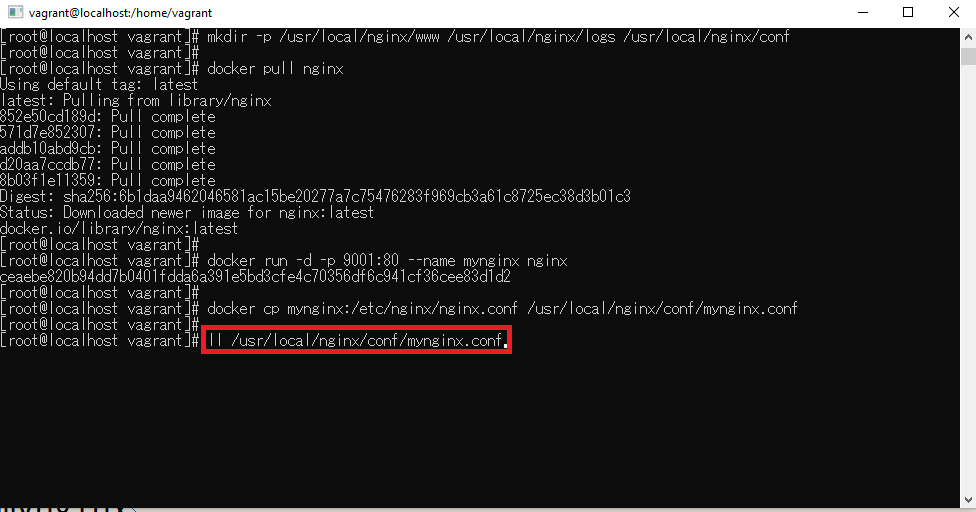 vagrant@localhost:/home/vagrant
[root@localhost vagrant]# mkdir -p /usr/local/nginx/www /usr/local/nginx/logs /usr/local/nginx/conf
[root@localhost vagrant]#
[root@localhost vagrant]# docker pull nginx
Using default tag: latest
latest: Pulling from library/nginx
852e50cd189d: Pull complete
571d7e852307: Pull complete
addb10abd9cb: Pull complete
d20aa7ccdb77: Pull complete
8b03f1e11359: Pull complete
Digest: sha256:6b1daa9462046581ac15be20277a7c75476283f969cb3a61c8725ec38d3b01c3
Status: Downloaded newer image for nginx:latest
docker.io/library/nginx:latest
[root@localhost vagrant]#
[root@localhost vagrant]# docker run -d -p 9001:80 --name mynginx nginx
ceaebe820b94dd7b0401fdda6a391e5bd3cfe4c70356df6c941cf36cee83d1d2
[root@localhost vagrant]#
[root@localhost vagrant]# docker cp mynginx:/etc/nginx/nginx.conf /usr/local/nginx/conf/mynginx.conf
[root@localhost vagrant]#
[root@localhost vagrant]# ll /usr/local/nginx/conf/mynginx.conf